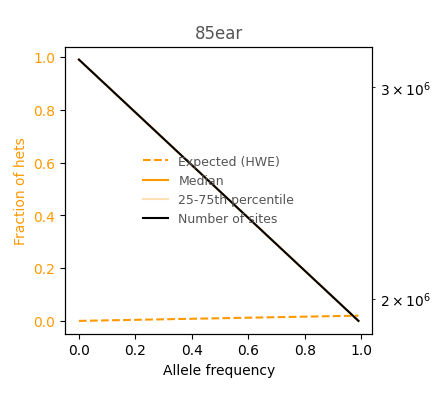 85ear
1.0
0.8
0.6
0.4
0.2
0.0
Fraction of hets
Expected (HWE)
Median
25-75th percentile
Number of sites
3 × 10⁶
2 × 10⁶
0.0 0.2 0.4 0.6 0.8 1.0
Allele frequency